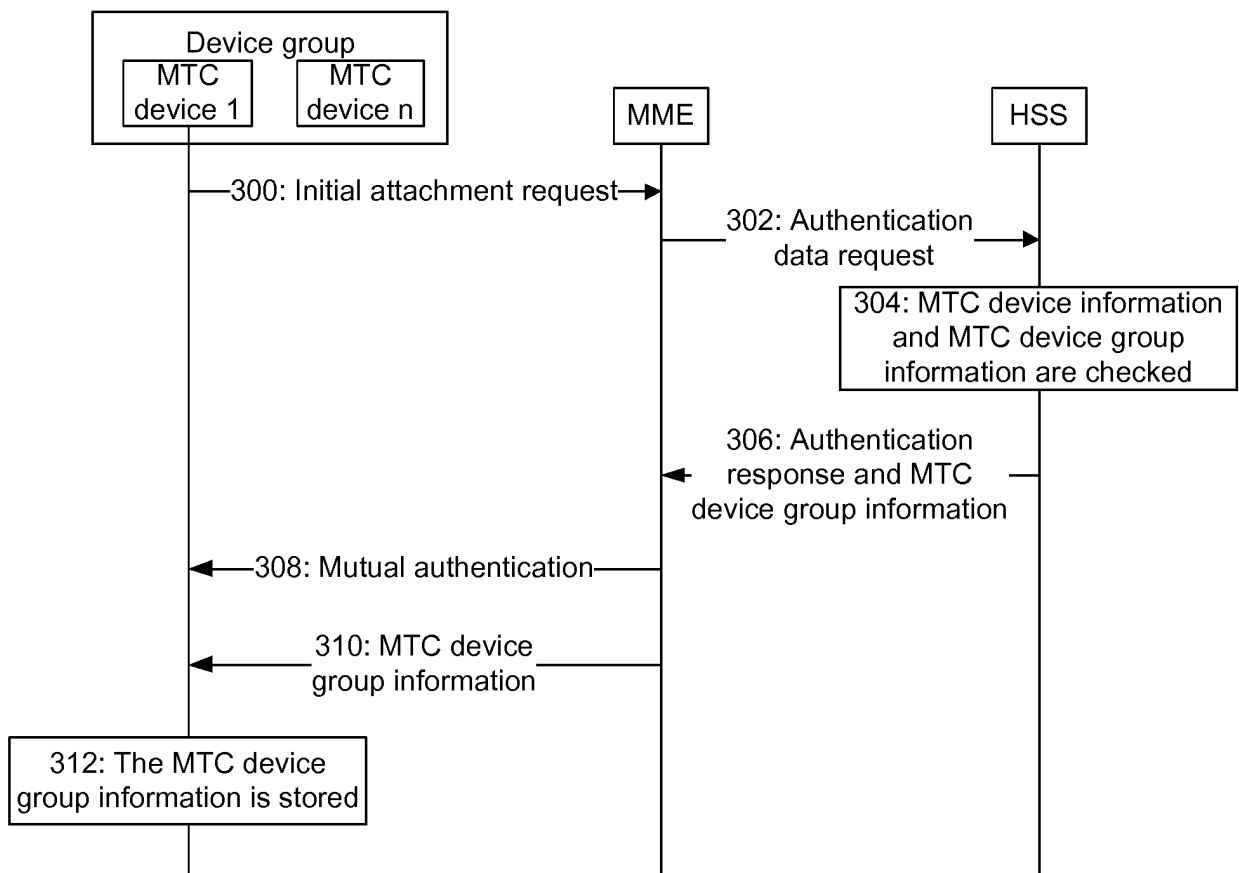 Device group
MTC
device 1
MTC
device n
MME
HSS
300: Initial attachment request
302: Authentication
data request
304: MTC device information
and MTC device group
information are checked
306: Authentication
response and MTC
device group information
308: Mutual authentication
310: MTC device
group information
312: The MTC device
group information is stored